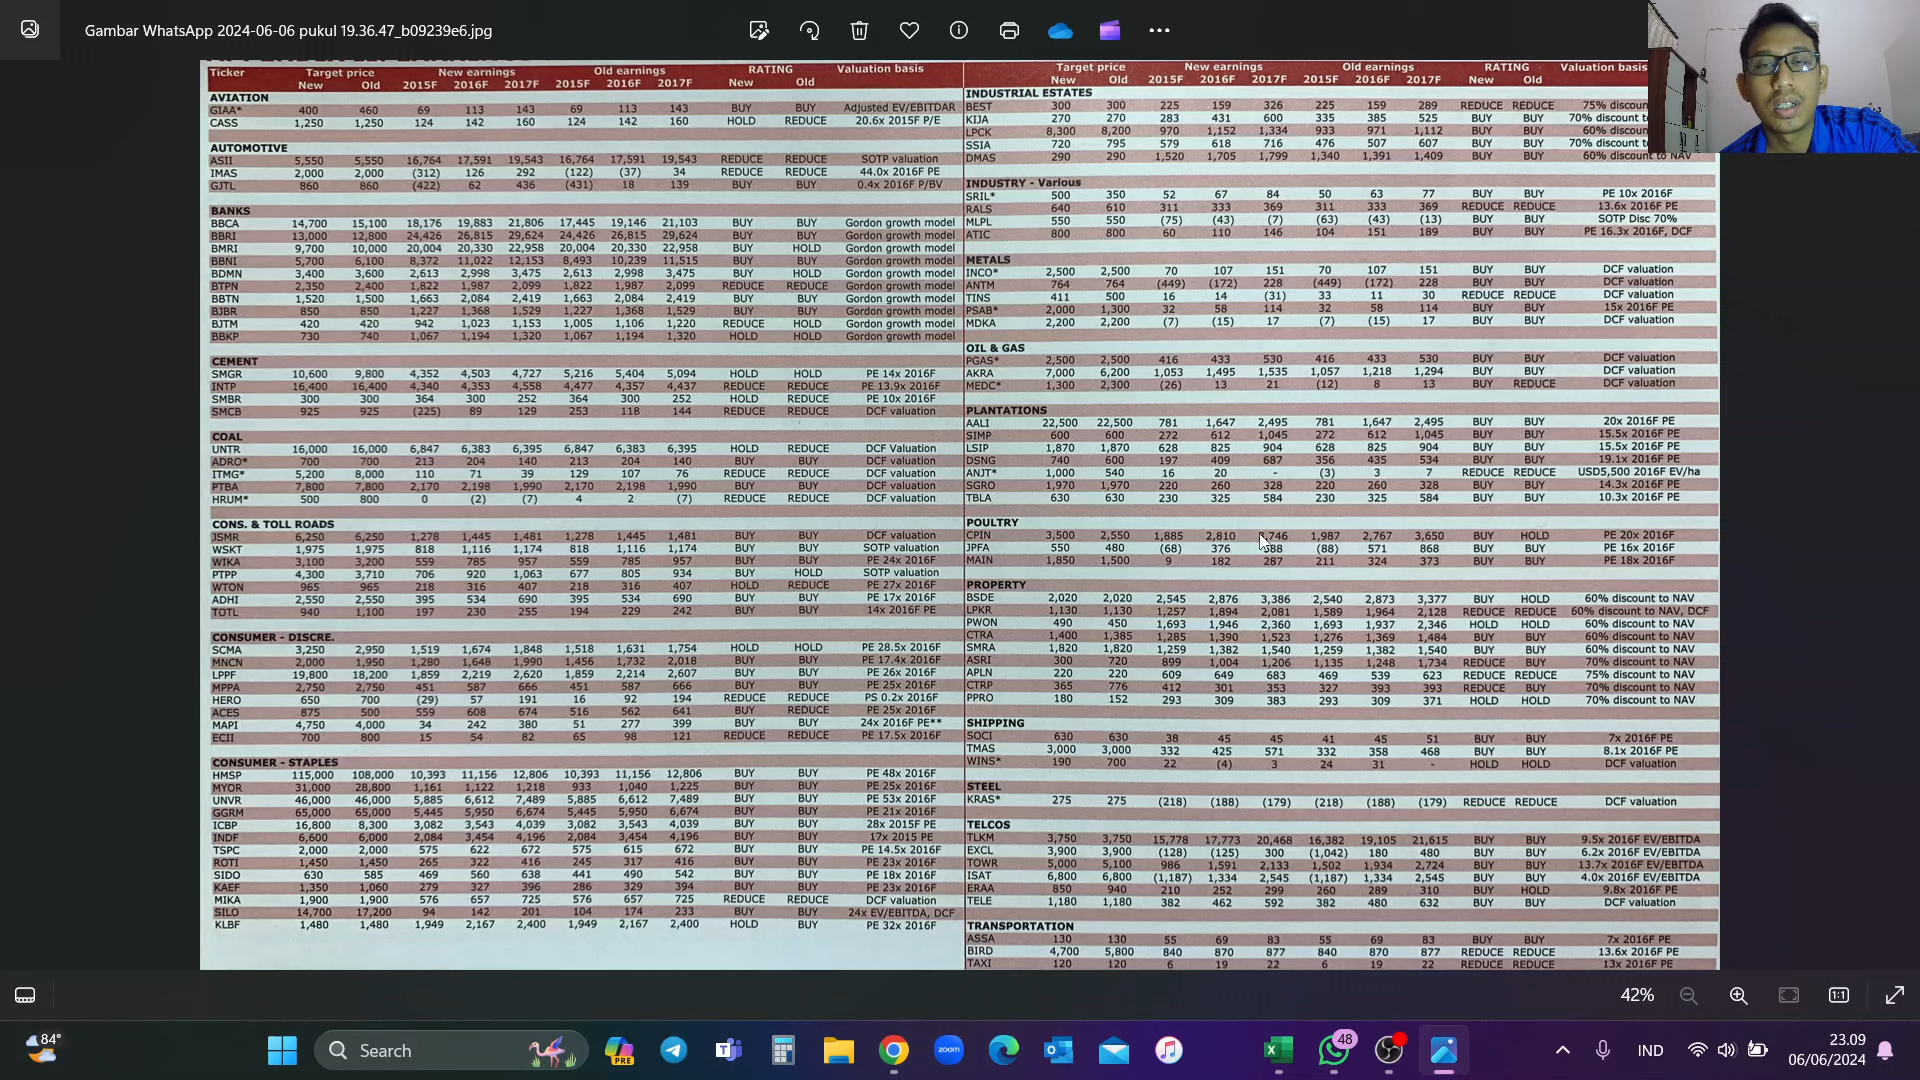 Gambar WhatsApp 2024-06-06 pukul 19.36.47_b09239e6.jpg
Ticker Target price New earnings Old earnings RATING Valuation basis
New Old 2015F 2016F 2017F 2015F 2016F 2017F New Old
AVIATION
GIAA* 400 460 69 113 143 69 113 143 BUY BUY Adjusted EV/EBITDAR
CASS 1,250 1,250 124 142 160 124 142 160 HOLD REDUCE 20.6x 2015F P/E
AUTOMOTIVE
ASII 5,550 5,550 16,764 17,591 19,543 16,764 17,591 19,543 REDUCE REDUCE SOTP valuation
IMAS 2,000 2,000 (312) 126 292 (122) (37) 34 REDUCE REDUCE 44.0x 2016F PE
GJTL 860 860 (422) 62 436 (431) 18 139 BUY BUY 0.4x 2016F P/BV
BANKS
BBCA 14,700 15,100 18,176 19,883 21,806 17,445 19,146 21,103 BUY BUY Gordon growth model
BBRI 13,000 12,800 24,426 26,815 29,624 24,426 26,815 29,624 BUY BUY Gordon growth model
BMRI 9,700 10,000 20,004 20,330 22,958 20,004 20,330 22,958 BUY HOLD Gordon growth model
BBNI 5,700 6,100 8,372 11,022 12,153 8,493 10,239 11,515 BUY BUY Gordon growth model
BDMN 3,400 3,600 2,613 2,998 3,475 2,613 2,998 3,475 BUY HOLD Gordon growth model
BTPN 2,350 2,400 1,822 1,987 2,099 1,822 1,987 2,099 REDUCE REDUCE Gordon growth model
BBTN 1,520 1,500 1,663 2,084 2,419 1,663 2,084 2,419 BUY BUY Gordon growth model
BJBR 850 850 1,227 1,368 1,529 1,227 1,368 1,529 BUY BUY Gordon growth model
BJTM 420 420 942 1,023 1,153 1,005 1,106 1,220 REDUCE HOLD Gordon growth model
BBKP 730 740 1,067 1,194 1,320 1,067 1,194 1,320 HOLD HOLD Gordon growth model
CEMENT
SMGR 10,600 9,800 4,352 4,503 4,727 5,216 5,404 5,094 HOLD HOLD PE 14x 2016F
INTP 16,400 16,400 4,340 4,353 4,558 4,477 4,357 4,437 REDUCE REDUCE PE 13.9x 2016F
SMBR 300 300 364 300 252 364 300 252 HOLD REDUCE PE 10x 2016F
SMCB 925 925 (225) 89 129 253 118 144 REDUCE REDUCE DCF valuation
COAL
UNTR 16,000 16,000 6,847 6,383 6,395 6,847 6,383 6,395 HOLD REDUCE DCF Valuation
ADRO* 700 700 213 204 140 213 204 140 BUY BUY DCF Valuation
ITMG* 5,200 8,000 110 71 39 129 107 76 REDUCE REDUCE DCF Valuation
PTBA 7,800 7,800 2,170 2,198 1,990 2,170 2,198 1,990 BUY BUY DCF valuation
HRUM* 500 800 0 (2) (7) 4 2 (7) REDUCE REDUCE DCF valuation
CONS. & TOLL ROADS
JSMR 6,250 6,250 1,278 1,445 1,481 1,278 1,445 1,481 BUY BUY DCF valuation
WSKT 1,975 1,975 818 1,116 1,174 818 1,116 1,174 BUY BUY SOTP valuation
WIKA 3,100 3,200 559 785 957 559 785 957 BUY BUY PE 24x 2016F
PTPP 4,300 3,710 706 920 1,063 677 805 934 BUY HOLD SOTP valuation
WTON 965 965 218 316 407 218 316 407 HOLD REDUCE PE 27x 2016F
ADHI 2,550 2,550 395 534 690 395 534 690 BUY BUY PE 17x 2016F
TOTL 940 1,100 197 230 255 194 229 242 BUY BUY 14x 2016F PE
CONSUMER - DISCRE.
SCMA 3,250 2,950 1,519 1,674 1,848 1,518 1,631 1,754 HOLD HOLD PE 28.5x 2016F
MNCN 2,000 1,950 1,280 1,648 1,990 1,456 1,732 2,018 BUY BUY PE 17.4x 2016F
LPPF 19,800 18,200 1,859 2,219 2,620 1,859 2,214 2,607 BUY BUY PE 26x 2016F
MPPA 2,750 2,750 451 587 666 451 587 666 BUY BUY PE 25x 2016F
HERO 650 700 (29) 57 191 16 92 194 REDUCE REDUCE PS 0.2x 2016F
ACES 875 500 559 608 674 516 562 641 BUY REDUCE PE 25x 2016F
MAPI 4,750 4,000 34 242 380 51 277 399 BUY BUY 24x 2016F PE**
ECII 700 800 15 54 82 65 98 121 REDUCE REDUCE PE 17.5x 2016F
CONSUMER - STAPLES
HMSP 115,000 108,000 10,393 11,156 12,806 10,393 11,156 12,806 BUY BUY PE 48x 2016F
MYOR 31,000 28,800 1,161 1,122 1,218 933 1,040 1,225 BUY BUY PE 25x 2016F
UNVR 46,000 46,000 5,885 6,612 7,489 5,885 6,612 7,489 BUY BUY PE 53x 2016F
GGRM 65,000 65,000 5,445 5,950 6,674 5,445 5,950 6,674 BUY BUY PE 21x 2016F
ICBP 16,800 8,300 3,082 3,543 4,039 3,082 3,543 4,039 BUY BUY 28x 2015F PE
INDF 6,600 6,000 2,084 3,454 4,196 2,084 3,454 4,196 BUY BUY 17x 2015 PE
TSPC 2,000 2,000 575 622 672 575 615 672 BUY BUY PE 14.5x 2016F
ROTI 1,450 1,450 265 322 416 245 317 416 BUY BUY PE 23x 2016F
SIDO 630 585 469 560 638 441 490 542 BUY BUY PE 18x 2016F
KAEF 1,350 1,060 279 327 396 286 329 394 BUY BUY PE 23x 2016F
MIKA 1,900 1,900 576 657 725 576 657 725 REDUCE REDUCE DCF valuation
SILO 14,700 17,200 94 142 201 104 174 233 BUY BUY 24x EV/EBITDA, DCF
KLBF 1,480 1,480 1,949 2,167 2,400 1,949 2,167 2,400 HOLD BUY PE 32x 2016F
Target price New earnings Old earnings RATING Valuation basis
New Old 2015F 2016F 2017F 2015F 2016F 2017F New Old
INDUSTRIAL ESTATES
BEST 300 300 225 159 326 225 159 289 REDUCE REDUCE 75% discou
KIJA 270 270 283 431 600 335 385 525 BUY BUY 70% discount t
LPCK 8,300 8,200 970 1,152 1,334 933 971 1,112 BUY BUY 60% discount
SSIA 720 795 579 618 716 476 507 607 BUY BUY 70% discount t
DMAS 290 290 1,520 1,705 1,799 1,340 1,391 1,409 BUY BUY 60% discount to NAV
INDUSTRY - Various
SRIL* 500 350 52 67 84 50 63 77 BUY BUY PE 10x 2016F
RALS 640 610 311 333 369 311 333 369 REDUCE REDUCE 13.6x 2016F PE
MLPL 550 550 (75) (43) (7) (63) (43) (13) BUY BUY SOTP Disc 70%
ATIC 800 800 60 110 146 104 151 189 BUY BUY PE 16.3x 2016F, DCF
METALS
INCO* 2,500 2,500 70 107 151 70 107 151 BUY BUY DCF valuation
ANTM 764 764 (449) (172) 228 (449) (172) 228 BUY BUY DCF valuation
TINS 411 500 16 14 (31) 33 11 30 REDUCE REDUCE DCF valuation
PSAB* 2,000 1,300 32 58 114 32 58 114 BUY BUY 15x 2016F PE
MDKA 2,200 2,200 (7) (15) 17 (7) (15) 17 BUY BUY DCF valuation
OIL & GAS
PGAS* 2,500 2,500 416 433 530 416 433 530 BUY BUY DCF valuation
AKRA 7,000 6,200 1,053 1,495 1,535 1,057 1,218 1,294 BUY BUY DCF valuation
MEDC* 1,300 2,300 (26) 13 21 (12) 8 13 BUY REDUCE DCF valuation
PLANTATIONS
AALI 22,500 22,500 781 1,647 2,495 781 1,647 2,495 BUY BUY 20x 2016F PE
SIMP 600 600 272 612 1,045 272 612 1,045 BUY BUY 15.5x 2016F PE
LSIP 1,870 1,870 628 825 904 628 825 904 BUY BUY 15.5x 2016F PE
DSNG 740 600 197 409 687 356 435 534 BUY BUY 19.1x 2016F PE
ANJT* 1,000 540 16 20 - (3) 3 7 REDUCE REDUCE USD5,500 2016F EV/ha
SGRO 1,970 1,970 220 260 328 220 260 328 BUY BUY 14.3x 2016F PE
TBLA 630 630 230 325 584 230 325 584 BUY BUY 10.3x 2016F PE
POULTRY
CPIN 3,500 2,550 1,885 2,810 ,746 1,987 2,767 3,650 BUY HOLD PE 20x 2016F
JPFA 550 480 (68) 376 588 (88) 571 868 BUY BUY PE 16x 2016F
MAIN 1,850 1,500 9 182 287 211 324 373 BUY BUY PE 18x 2016F
PROPERTY
BSDE 2,020 2,020 2,545 2,876 3,386 2,540 2,873 3,377 BUY HOLD 60% discount to NAV
LPKR 1,130 1,130 1,257 1,894 2,081 1,589 1,964 2,128 REDUCE REDUCE 60% discount to NAV, DCF
PWON 490 450 1,693 1,946 2,360 1,693 1,937 2,346 HOLD HOLD 60% discount to NAV
CTRA 1,400 1,385 1,285 1,390 1,523 1,276 1,369 1,484 BUY BUY 60% discount to NAV
SMRA 1,820 1,820 1,259 1,382 1,540 1,259 1,382 1,540 BUY BUY 60% discount to NAV
ASRI 300 720 899 1,004 1,206 1,135 1,248 1,734 REDUCE BUY 70% discount to NAV
APLN 220 220 609 649 683 469 539 623 REDUCE REDUCE 75% discount to NAV
CTRP 365 776 412 301 353 327 393 393 REDUCE BUY 70% discount to NAV
PPRO 180 152 293 309 383 293 309 371 HOLD HOLD 70% discount to NAV
SHIPPING
SOCI 630 630 38 45 45 41 45 51 BUY BUY 7x 2016F PE
TMAS 3,000 3,000 332 425 571 332 358 468 BUY BUY 8.1x 2016F PE
WINS* 190 700 22 (4) 3 24 31 - HOLD HOLD DCF valuation
STEEL
KRAS* 275 275 (218) (188) (179) (218) (188) (179) REDUCE REDUCE DCF valuation
TELCOS
TLKM 3,750 3,750 15,778 17,773 20,468 16,382 19,105 21,615 BUY BUY 9.5x 2016F EV/EBITDA
EXCL 3,900 3,900 (128) (125) 300 (1,042) 180 480 BUY BUY 6.2x 2016F EV/EBITDA
TOWR 5,000 5,100 986 1,591 2,133 1,502 1,934 2,724 BUY BUY 13.7x 2016F EV/EBITDA
ISAT 6,800 6,800 (1,187) 1,334 2,545 (1,187) 1,334 2,545 BUY BUY 4.0x 2016F EV/EBITDA
ERAA 850 940 210 252 299 260 289 310 BUY HOLD 9.8x 2016F PE
TELE 1,180 1,180 382 462 592 382 480 632 BUY BUY DCF valuation
TRANSPORTATION
ASSA 130 130 55 69 83 55 69 83 BUY BUY 7x 2016F PE
BIRD 4,700 5,800 840 870 877 840 870 877 REDUCE REDUCE 13.6x 2016F PE
TAXI 120 120 6 19 22 6 19 22 REDUCE REDUCE 13x 2016F PE
42%
1:1
84°
Search
PRE
zoom
48
IND
23.09
06/06/2024